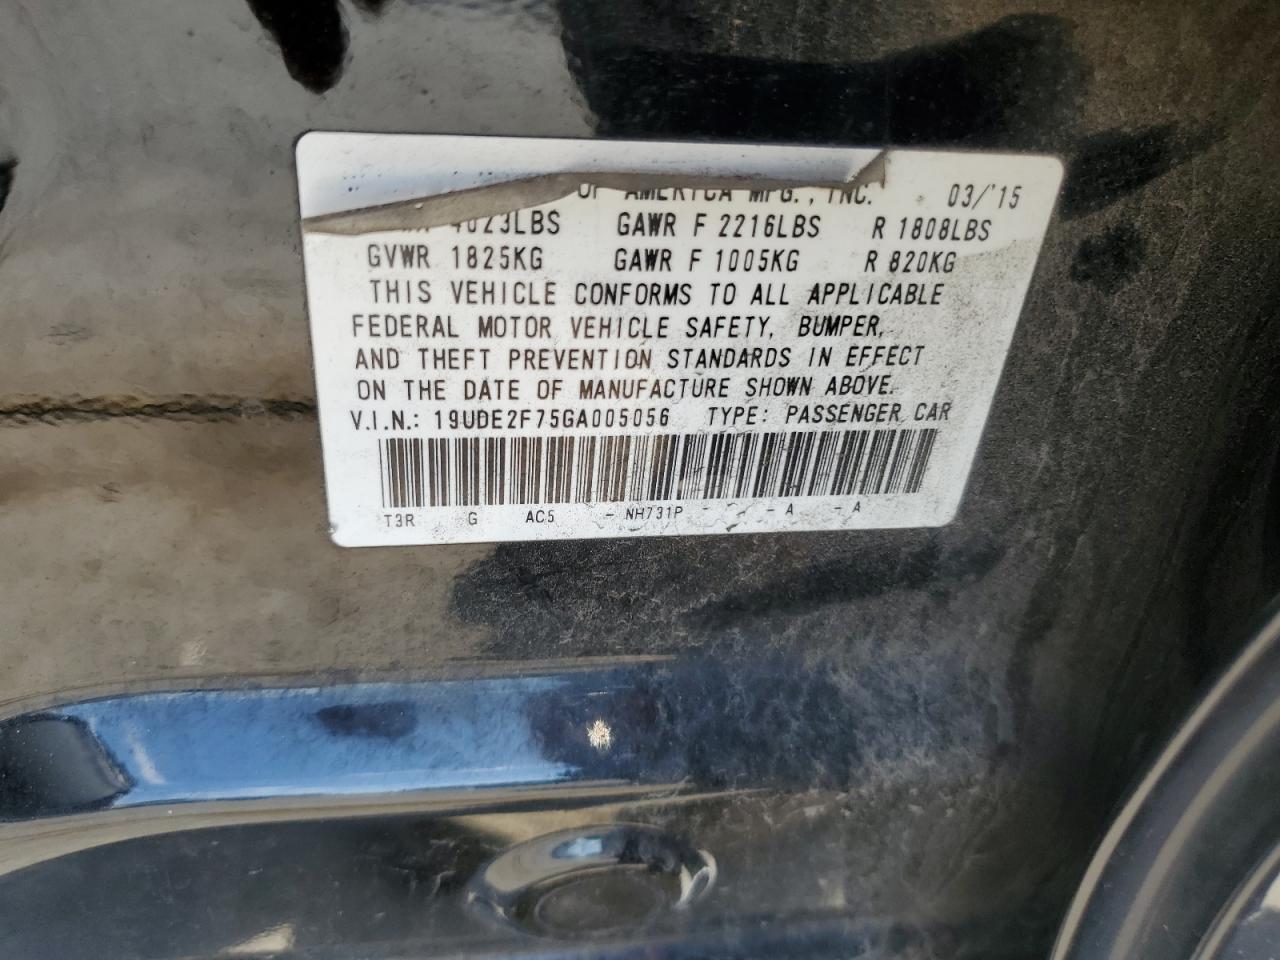 OF AMERICA MFG., INC. 03/'15
4023LBS GAWR F 2216LBS R 1808LBS
GVWR 1825KG GAWR F 1005KG R 820KG
THIS VEHICLE CONFORMS TO ALL APPLICABLE
FEDERAL MOTOR VEHICLE SAFETY, BUMPER,
AND THEFT PREVENTION STANDARDS IN EFFECT
ON THE DATE OF MANUFACTURE SHOWN ABOVE.
V.I.N.: 19UDE2F75GA005056 TYPE: PASSENGER CAR
T3R G AC5 - NH731P - - A - A